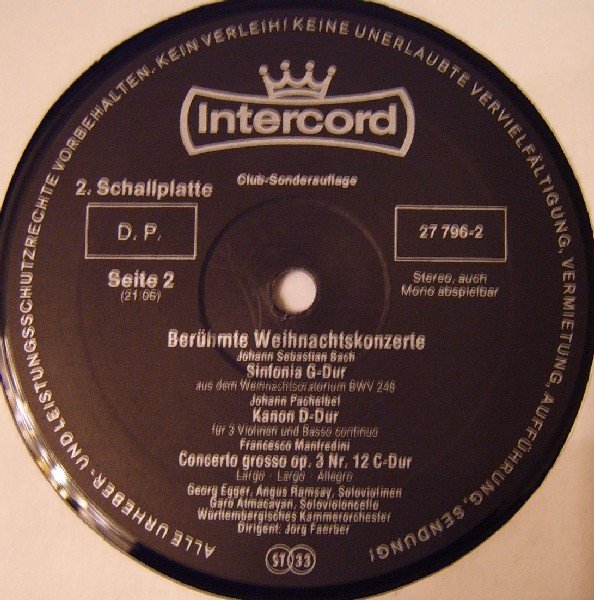 ALLE URHEBER- UND LEISTUNGSSCHUTZRECHTE VORBEHALTEN. KEIN VERLEIH! KEINE UNERLAUBTE VERVIELFÄLTIGUNG, VERMIETUNG, AUFFÜHRUNG, SENDUNG!
Intercord
Club-Sonderauflage
2. Schallplatte
D. P.
27 796-2
Seite 2
(21:06)
Stereo, auch
Mono abspielbar
Berühmte Weihnachtskonzerte
Johann Sebastian Bach
Sinfonia G-Dur
aus dem Weihnachtsoratorium BWV 248
Johann Pachelbel
Kanon D-Dur
für 3 Violinen und Basso continuo
Francesco Manfredini
Concerto grosso op. 3 Nr. 12 C-Dur
Largo · Largo · Allegro
Georg Egger, Angus Ramsay, Soloviolinen
Garo Atmacayan, Solovioloncello
Württembergisches Kammerorchester
Dirigent: Jörg Faerber
ST 33